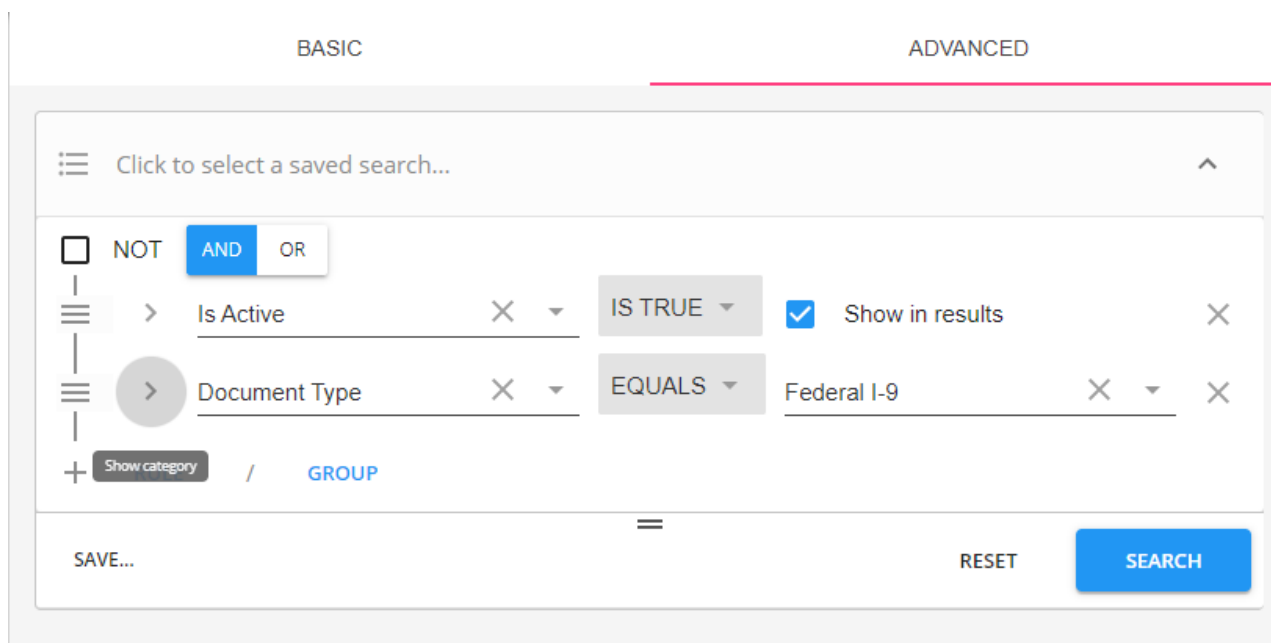 BASIC ADVANCED
Click to select a saved search...
NOT AND OR
Is Active IS TRUE Show in results
Document Type EQUALS Federal I-9
Show category / GROUP
SAVE... RESET SEARCH